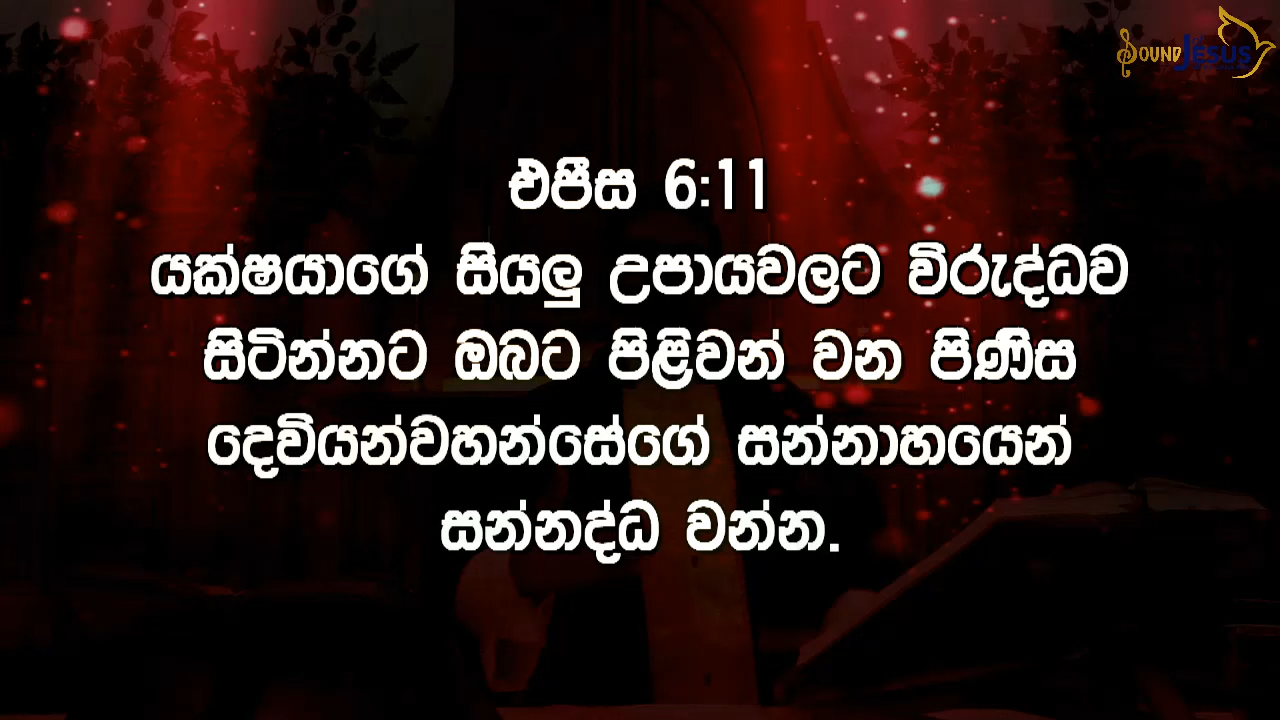 SOUND JESUS
එපීස 6:11
යක්ෂයාගේ සියලු උපායවලට විරුද්ධව
සිටින්නට ඔබට පිළිවන් වන පිණිස
දෙවියන්වහන්සේගේ සන්නාහයෙන්
සන්නද්ධ වන්න.